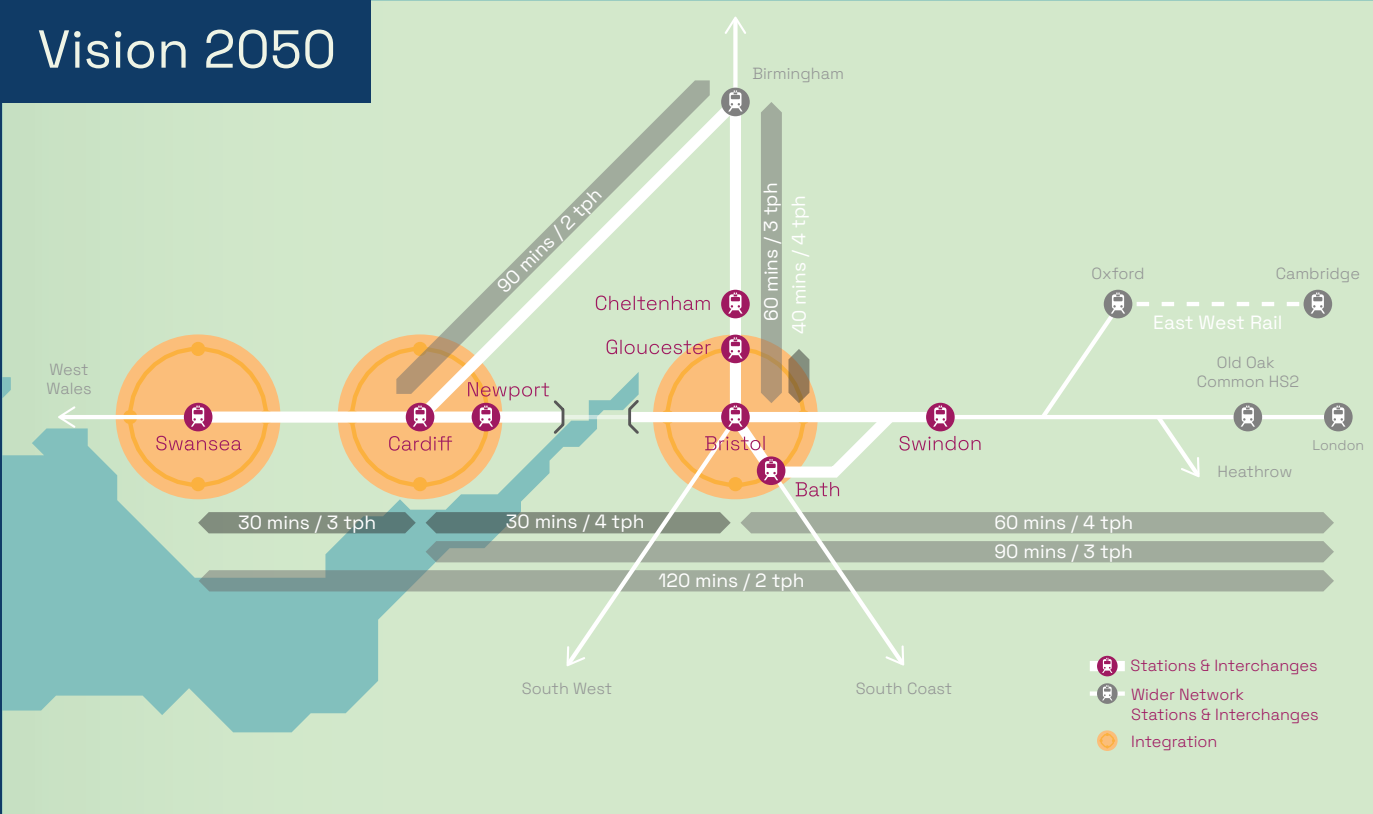 Vision 2050
Birmingham
90 mins / 2 tph
60 mins / 3 tph
40 mins / 4 tph
Oxford
Cambridge
Cheltenham
East West Rail
Gloucester
West
Wales
Old Oak
Common HS2
Newport
Swansea
Cardiff
Bristol
Swindon
London
Heathrow
Bath
30 mins / 3 tph
30 mins / 4 tph
60 mins / 4 tph
90 mins / 3 tph
120 mins / 2 tph
South West
South Coast
Stations & Interchanges
Wider Network
Stations & Interchanges
Integration